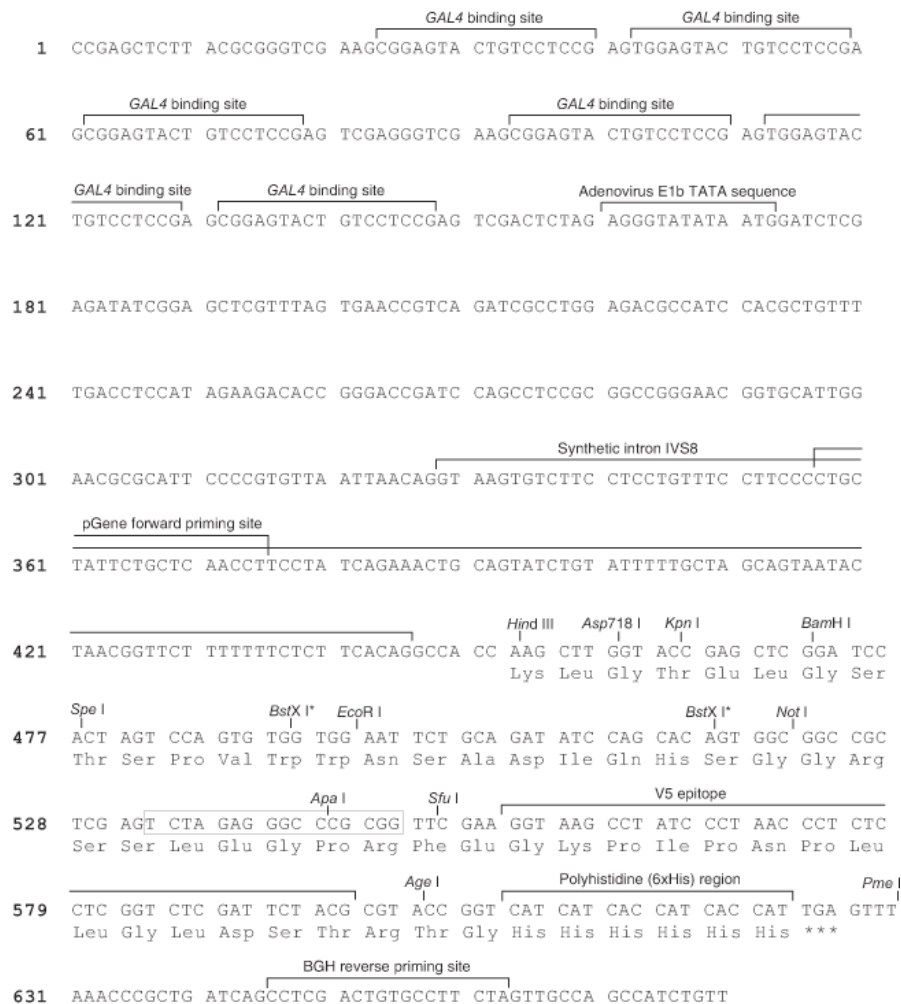 GAL4 binding site GAL4 binding site
1 CCGAGCTCTT ACGCGGGTCG AAGCGGAGTA CTGTCCTCCG AGTGGAGTAC TGTCCTCCGA
GAL4 binding site GAL4 binding site
61 GCGGAGTACT GTCCTCCGAG TCGAGGGTCG AAGCGGAGTA CTGTCCTCCG AGTGGAGTAC
GAL4 binding site GAL4 binding site Adenovirus E1b TATA sequence
121 TGTCCTCCGA GCGGAGTACT GTCCTCCGAG TCGACTCTAG AGGGTATATA ATGGATCTCG
181 AGATATCGGA GCTCGTTTAG TGAACCGTCA GATCGCCTGG AGACGCCATC CACGCTGTTT
241 TGACCTCCAT AGAAGACACC GGGACCGATC CAGCCTCCGC GGCCGGGAAC GGTGCATTGG
Synthetic intron IVS8
301 AACGCGCATT CCCCGTGTTA ATTAACAGGT AAGTGTCTTC CTCCTGTTTC CTTCCCCTGC
pGene forward priming site
361 TATTCTGCTC AACCTTCCTA TCAGAAACTG CAGTATCTGT ATTTTTGCTA GCAGTAATAC
Hind III Asp718 I Kpn I BamH I
421 TAACGGTTCT TTTTTTCTCT TCACAGGCCA CC AAG CTT GGT ACC GAG CTC GGA TCC
Lys Leu Gly Thr Glu Leu Gly Ser
Spe I BstX I* EcoR I BstX I* Not I
477 ACT AGT CCA GTG TGG TGG AAT TCT GCA GAT ATC CAG CAC AGT GGC GGC CGC
Thr Ser Pro Val Trp Trp Asn Ser Ala Asp Ile Gln His Ser Gly Gly Arg
Apa I Sfu I V5 epitope
528 TCG AGT CTA GAG GGC CCG CGG TTC GAA GGT AAG CCT ATC CCT AAC CCT CTC
Ser Ser Leu Glu Gly Pro Arg Phe Glu Gly Lys Pro Ile Pro Asn Pro Leu
Age I Polyhistidine (6xHis) region Pme I
579 CTC GGT CTC GAT TCT ACG CGT ACC GGT CAT CAT CAC CAT CAC CAT TGA GTTT
Leu Gly Leu Asp Ser Thr Arg Thr Gly His His His His His His ***
BGH reverse priming site
631 AAACCCGCTG ATCAGCCTCG ACTGTGCCTT CTAGTTGCCA GCCATCTGTT